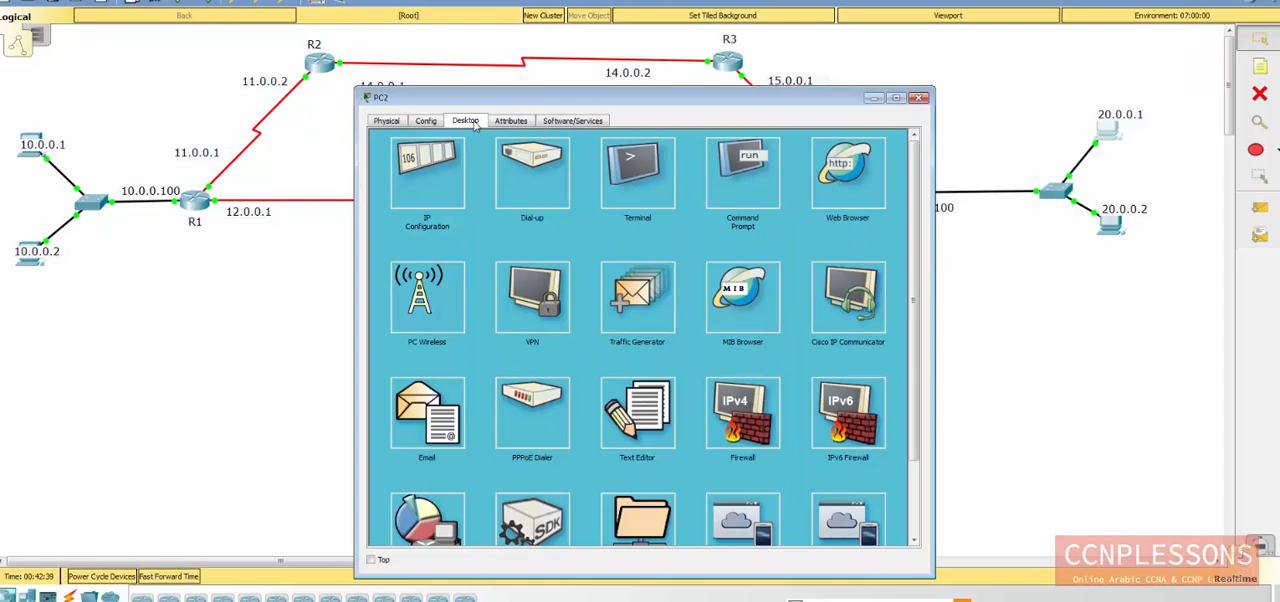 Logical
Back
[Root]
New Cluster
Move Object
Set Tiled Background
Viewport
Environment: 07:00:00
R2
R3
11.0.0.2
14.0.0.2
15.0.0.1
10.0.0.1
11.0.0.1
10.0.0.100
12.0.0.1
R1
10.0.0.2
20.0.0.1
100
20.0.0.2
PC2
Physical
Config
Desktop
Attributes
Software/Services
106
>
run
http:
IP
Configuration
Dial-up
Terminal
Command
Prompt
Web Browser
MIB
PC Wireless
VPN
Traffic Generator
MIB Browser
Cisco IP Communicator
IPv4
IPv6
Email
PPPoE Dialer
Text Editor
Firewall
IPv6 Firewall
SDK
Top
Time: 00:42:39
Power Cycle Devices
Fast Forward Time
CCNPLESSONS
Online Arabic CCNA & CCNP
Realtime